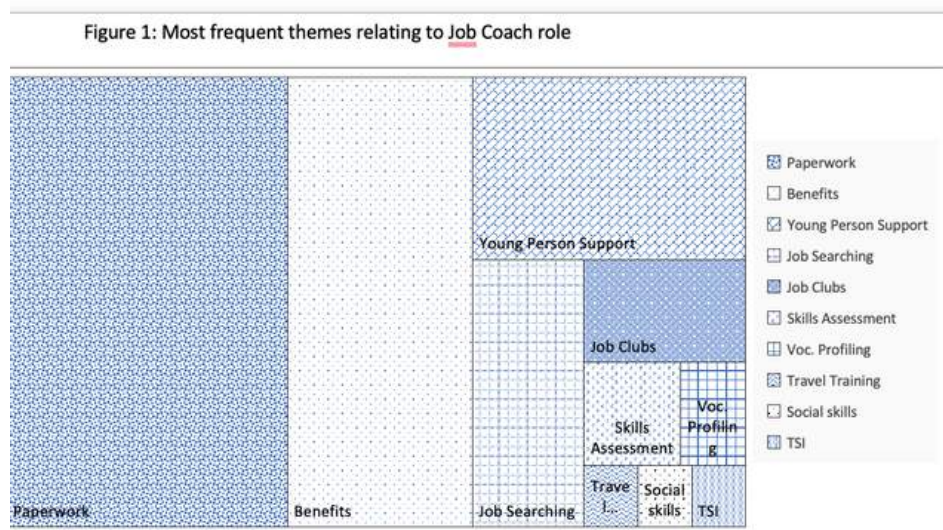 Figure 1: Most frequent themes relating to Job Coach role
Paperwork
Benefits
Young Person Support
Job Searching
Job Clubs
Skills
Assessment
Voc.
Profilin
g
Trave
l...
Social
skills
TSI
Paperwork
Benefits
Young Person Support
Job Searching
Job Clubs
Skills Assessment
Voc. Profiling
Travel Training
Social skills
TSI